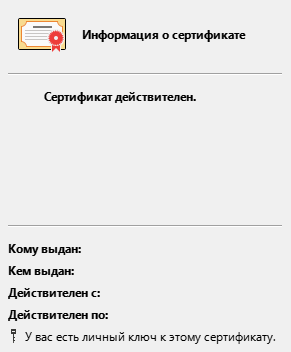 Информация о сертификате
Сертификат действителен.
Кому выдан:
Кем выдан:
Действителен с:
Действителен по:
У вас есть личный ключ к этому сертификату.